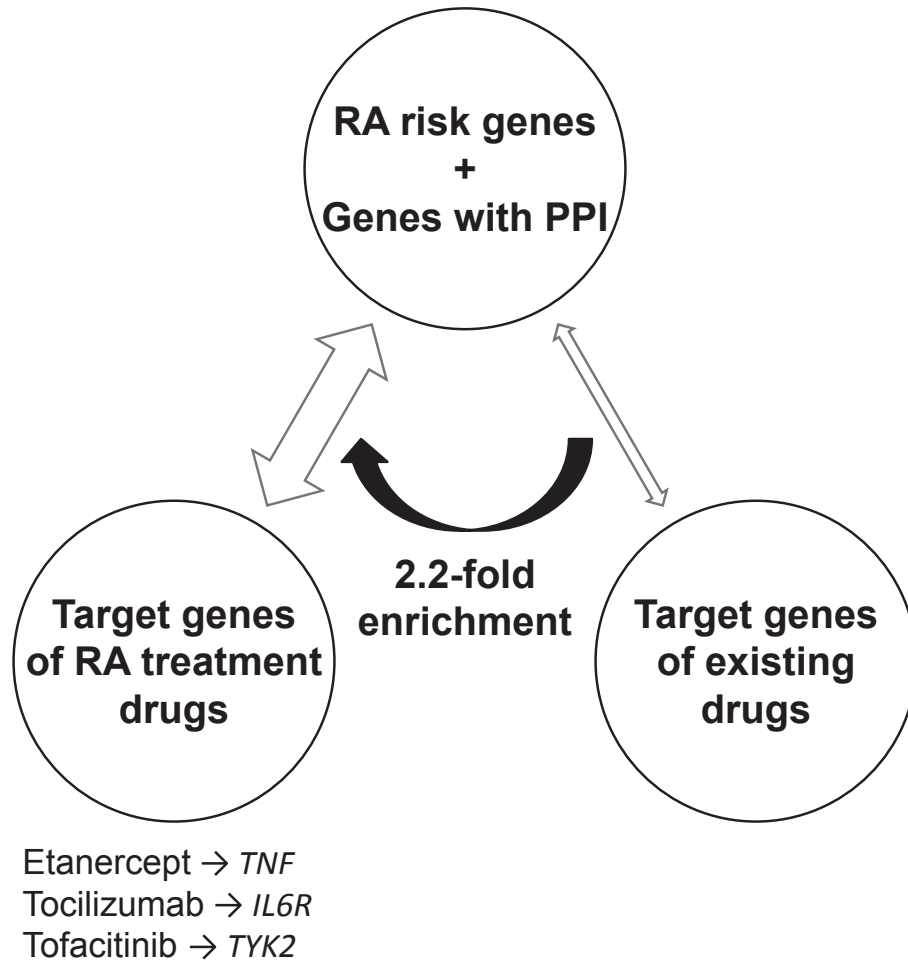 RA risk genes
+
Genes with PPI
2.2-fold
enrichment
Target genes
of RA treatment
drugs
Target genes
of existing
drugs
Etanercept → TNF
Tocilizumab → IL6R
Tofacitinib → TYK2